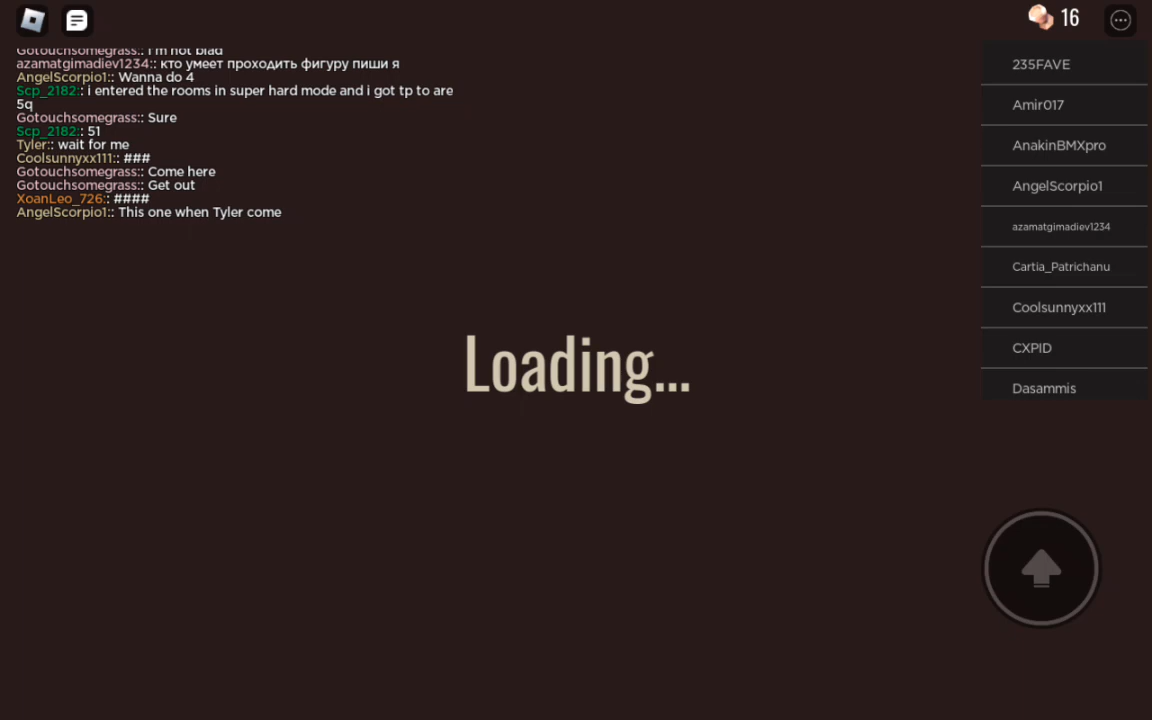 16
Gotouchsomegrass:: I'm not blad
azamatgimadiev1234:: кто умеет проходить фигуру пиши я
AngelScorpio1:: Wanna do 4
Scp_2182:: i entered the rooms in super hard mode and i got tp to are
5q
Gotouchsomegrass:: Sure
Scp_2182:: 51
Tyler:: wait for me
Coolsunnyxx111:: ###
Gotouchsomegrass:: Come here
Gotouchsomegrass:: Get out
XoanLeo_726:: ####
AngelScorpio1:: This one when Tyler come
235FAVE
Amir017
AnakinBMXpro
AngelScorpio1
azamatgimadiev1234
Cartia_Patrichanu
Coolsunnyxx111
CXPID
Dasammis
Loading...